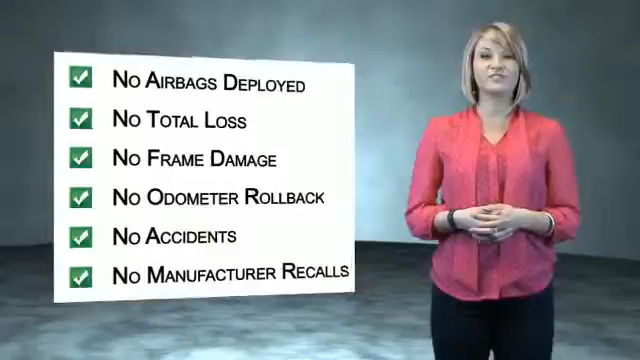 No Airbags Deployed
No Total Loss
No Frame Damage
No Odometer Rollback
No Accidents
No Manufacturer Recalls